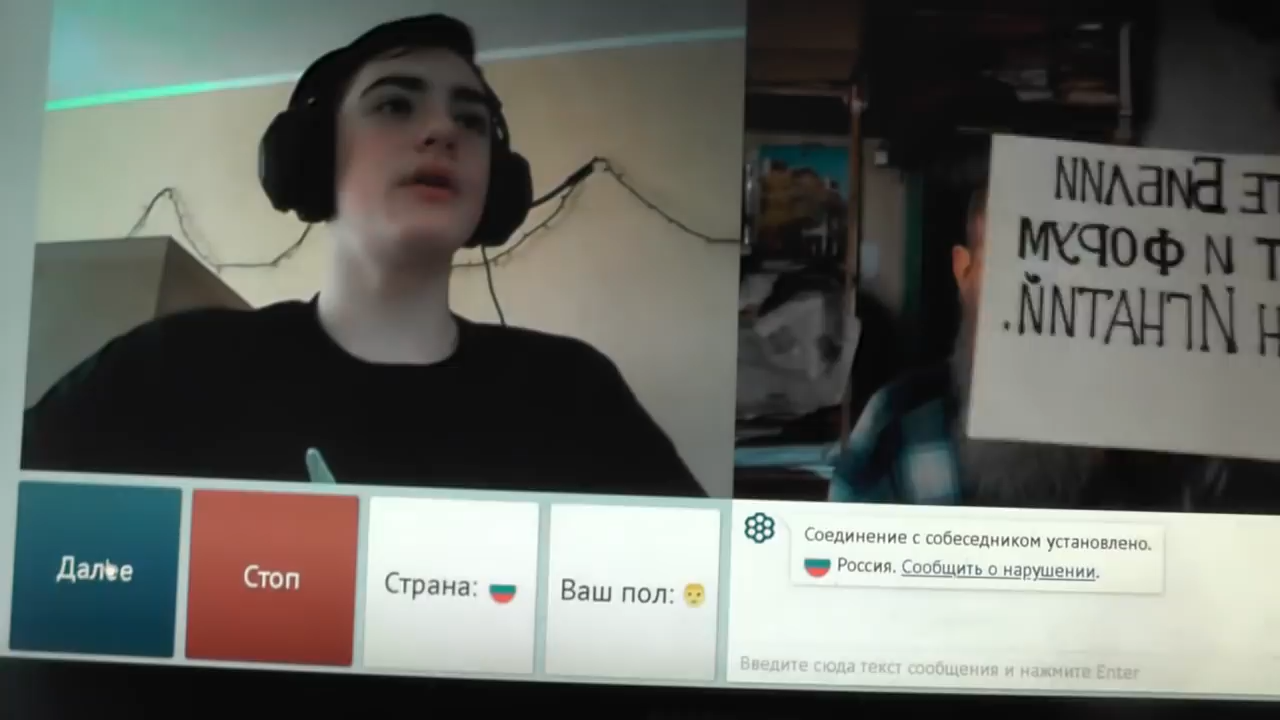 ТЕ БИБЛИИ
Т И ФОРУМ
Н ИГНАТИЙ.
Далее
Стоп
Страна:
Ваш пол:
Соединение с собеседником установлено.
Россия. Сообщить о нарушении.
Введите сюда текст сообщения и нажмите Enter